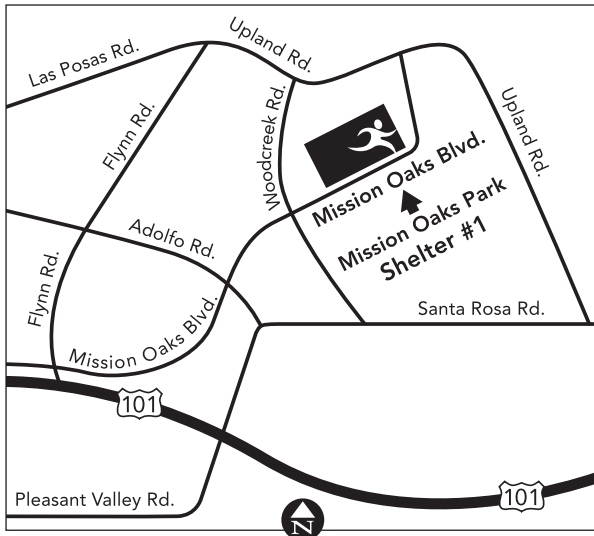 Las Posas Rd.
Upland Rd.
Flynn Rd.
Woodcreek Rd.
Upland Rd.
Mission Oaks Blvd.
Mission Oaks Park
Shelter #1
Adolfo Rd.
Flynn Rd.
Santa Rosa Rd.
Mission Oaks Blvd.
101
101
Pleasant Valley Rd.
N